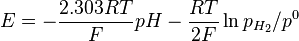 E = -\frac{2.303RT}{F} pH - \frac{RT}{2F} \ln p_{H_2}/p^0